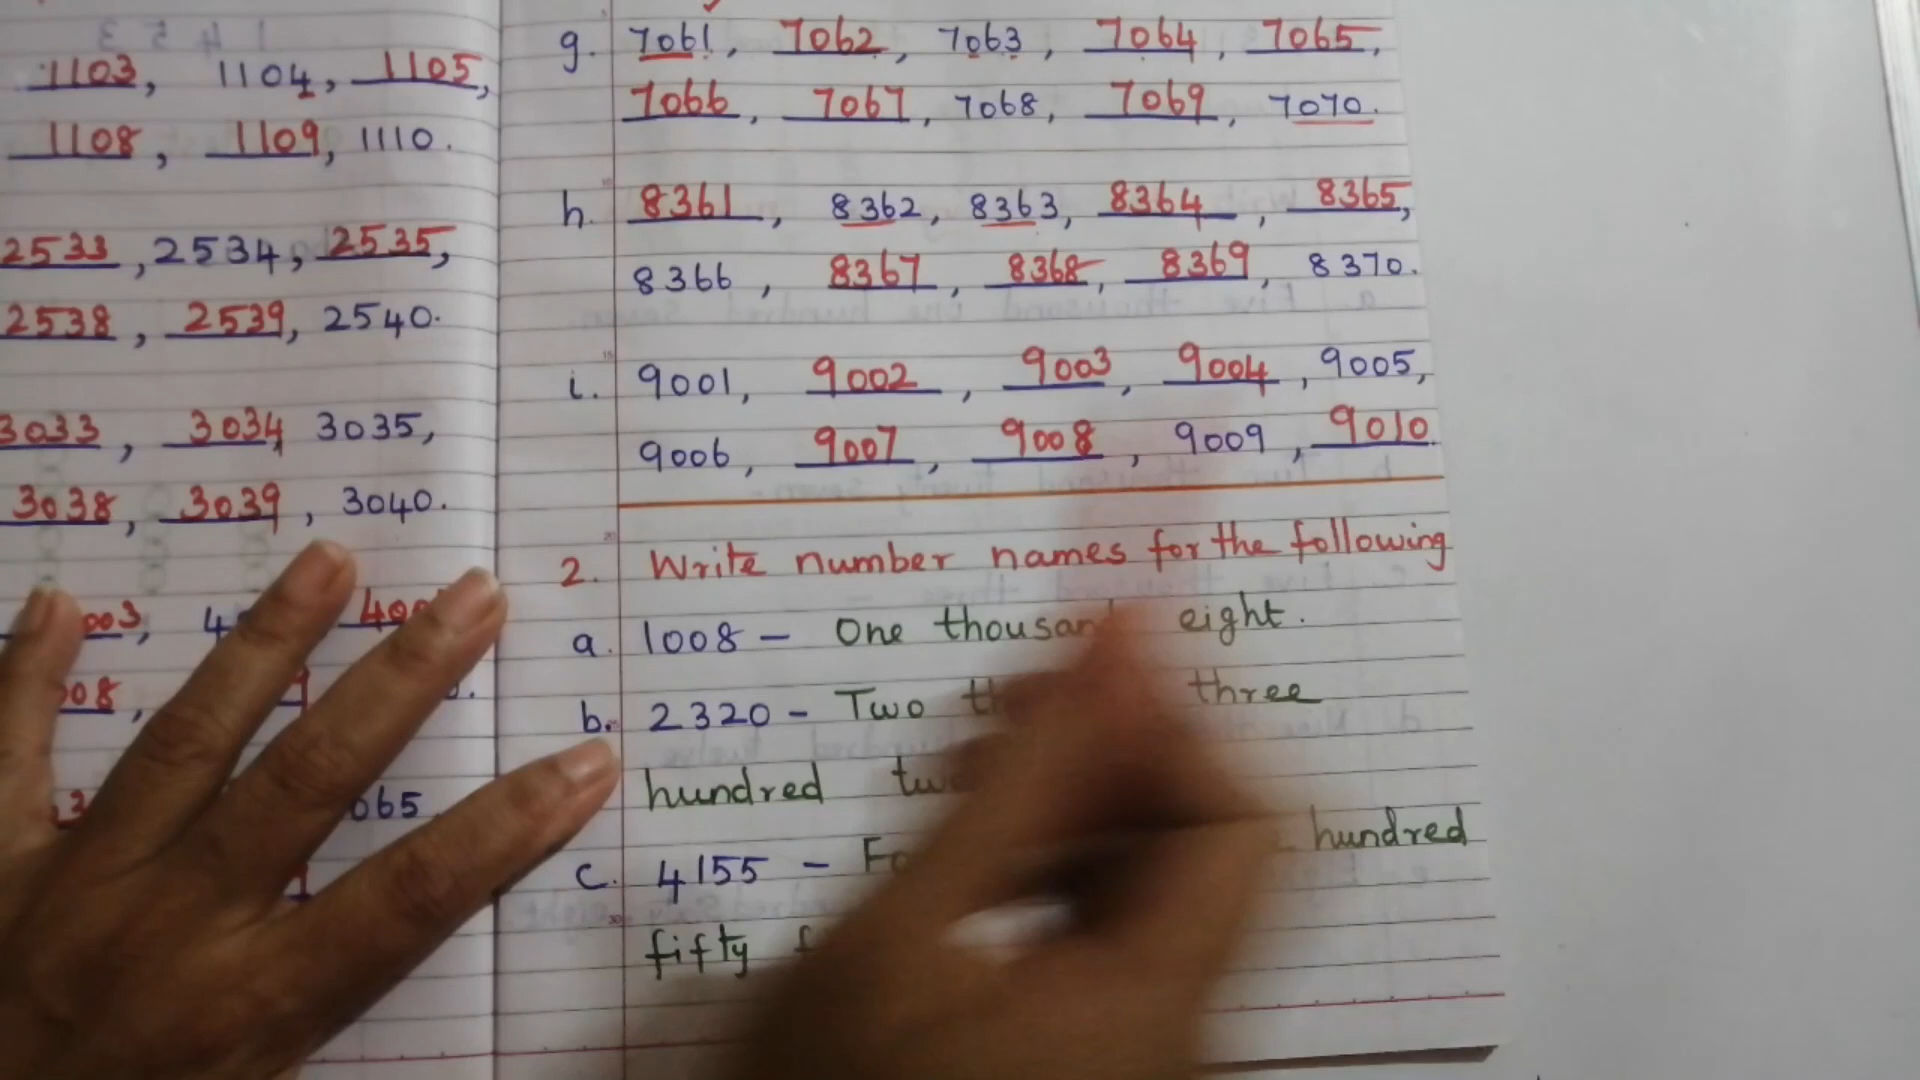 1103, 1104, 1105,
1108, 1109, 1110.
2533, 2534, 2535,
2538, 2539, 2540.
3033, 3034, 3035,
3038, 3039, 3040.
065
g. 7061, 7062, 7063, 7064, 7065,
7066, 7067, 7068, 7069, 7070.
h. 8361, 8362, 8363, 8364, 8365,
8366, 8367, 8368, 8369, 8370.
i. 9001, 9002, 9003, 9004, 9005,
9006, 9007, 9008, 9009, 9010.
2. Write number names for the following
a. 1008 - One thousand eight.
b. 2320 - Two three
hundred
c. 4155 - hundred
fifty